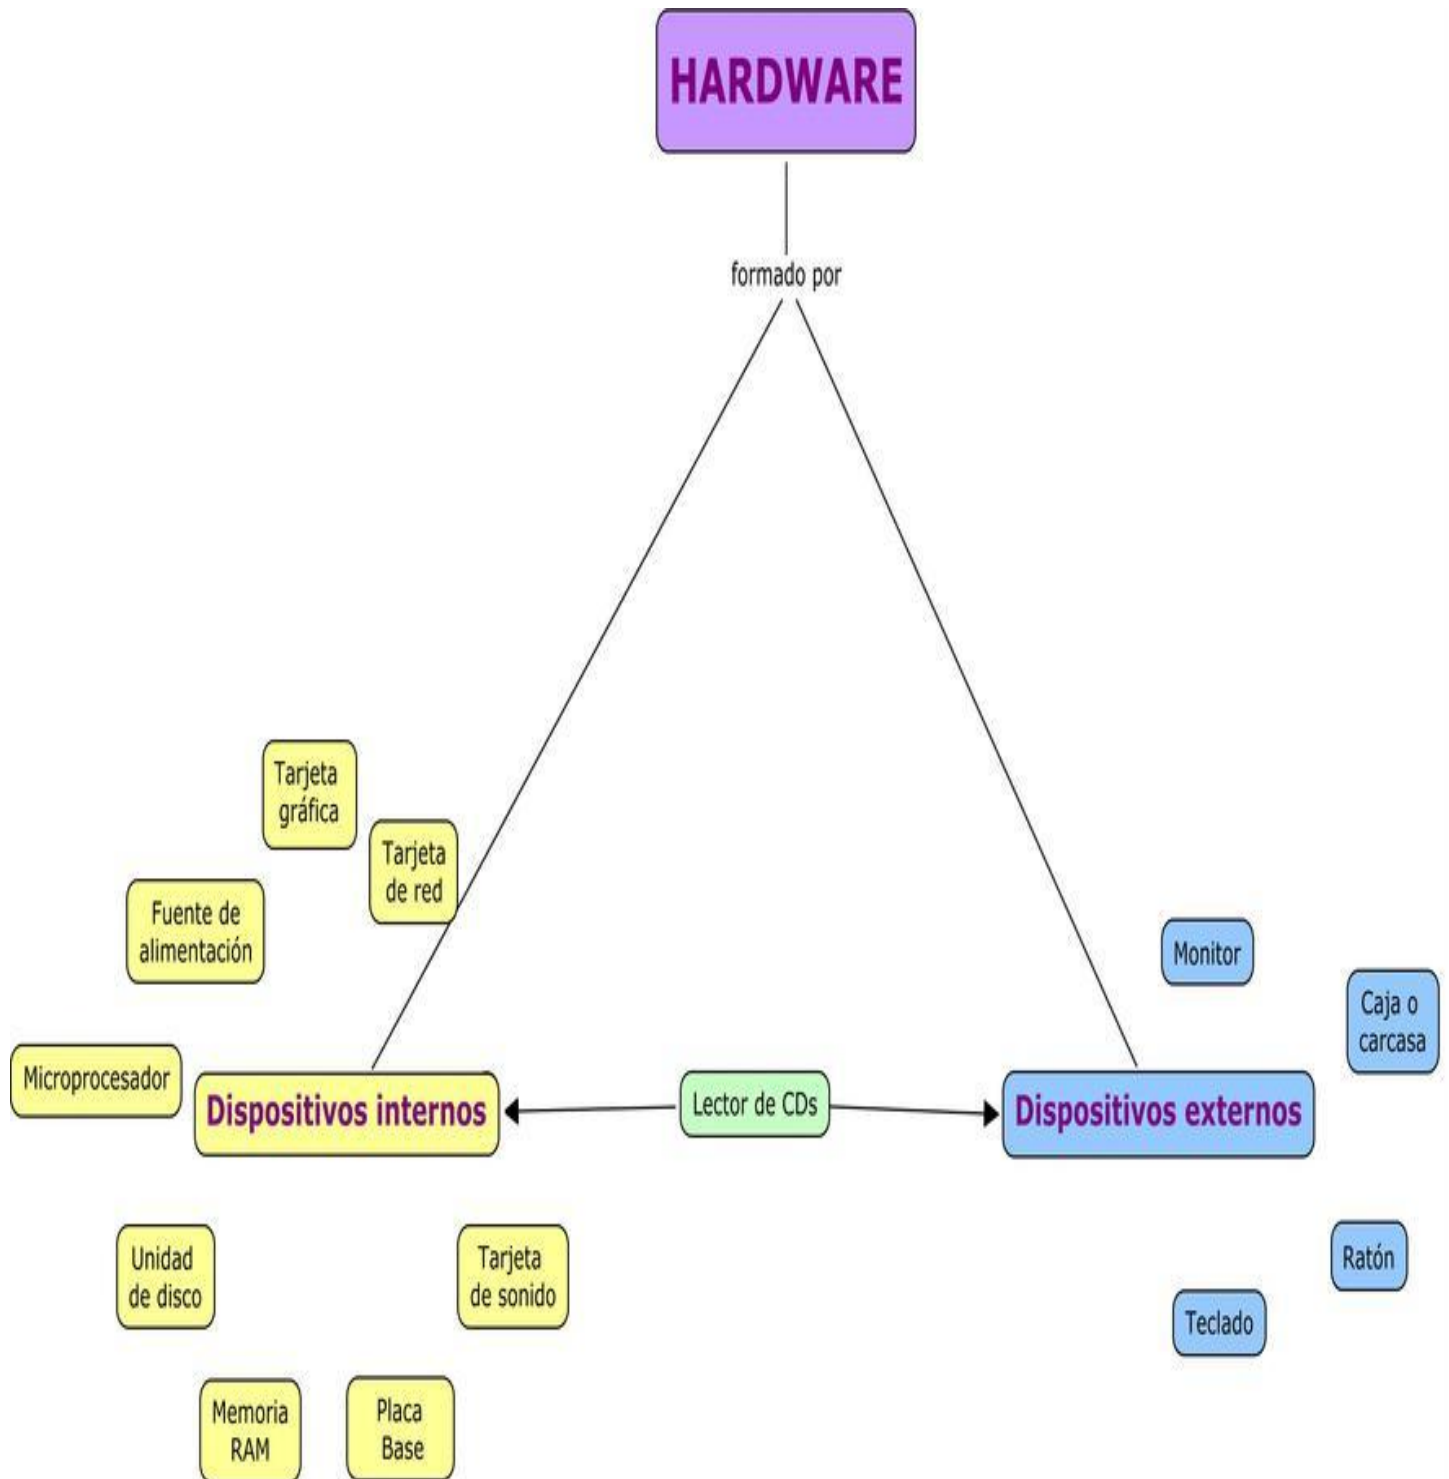 HARDWARE
formado por
Tarjeta
gráfica
Tarjeta
de red
Fuente de
alimentación
Monitor
Caja o
carcasa
Microprocesador
Dispositivos internos
Lector de CDs
Dispositivos externos
Unidad
de disco
Tarjeta
de sonido
Ratón
Teclado
Memoria
RAM
Placa
Base